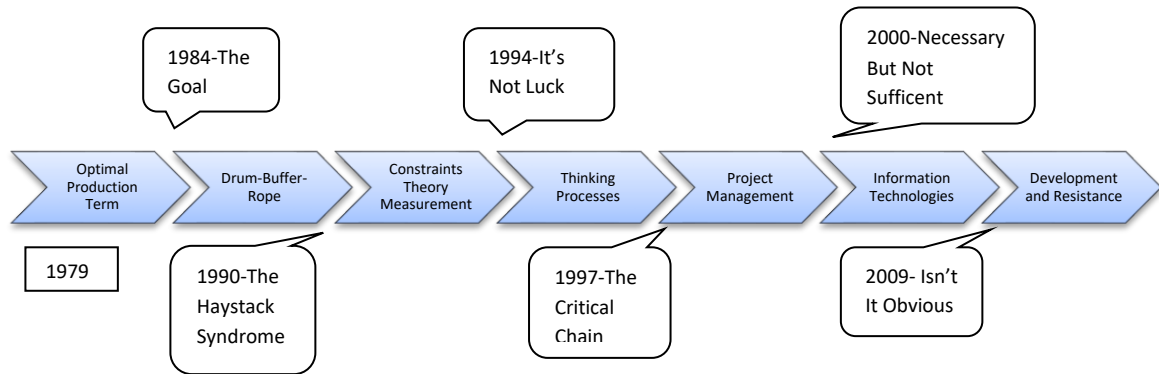 1984-The
Goal
1994-It’s
Not Luck
2000-Necessary
But Not
Sufficent
Optimal
Production
Term
Drum-Buffer-
Rope
Constraints
Theory
Measurement
Thinking
Processes
Project
Management
Information
Technologies
Development
and Resistance
1979
1990-The
Haystack
Syndrome
1997-The
Critical
Chain
2009- Isn’t
It Obvious